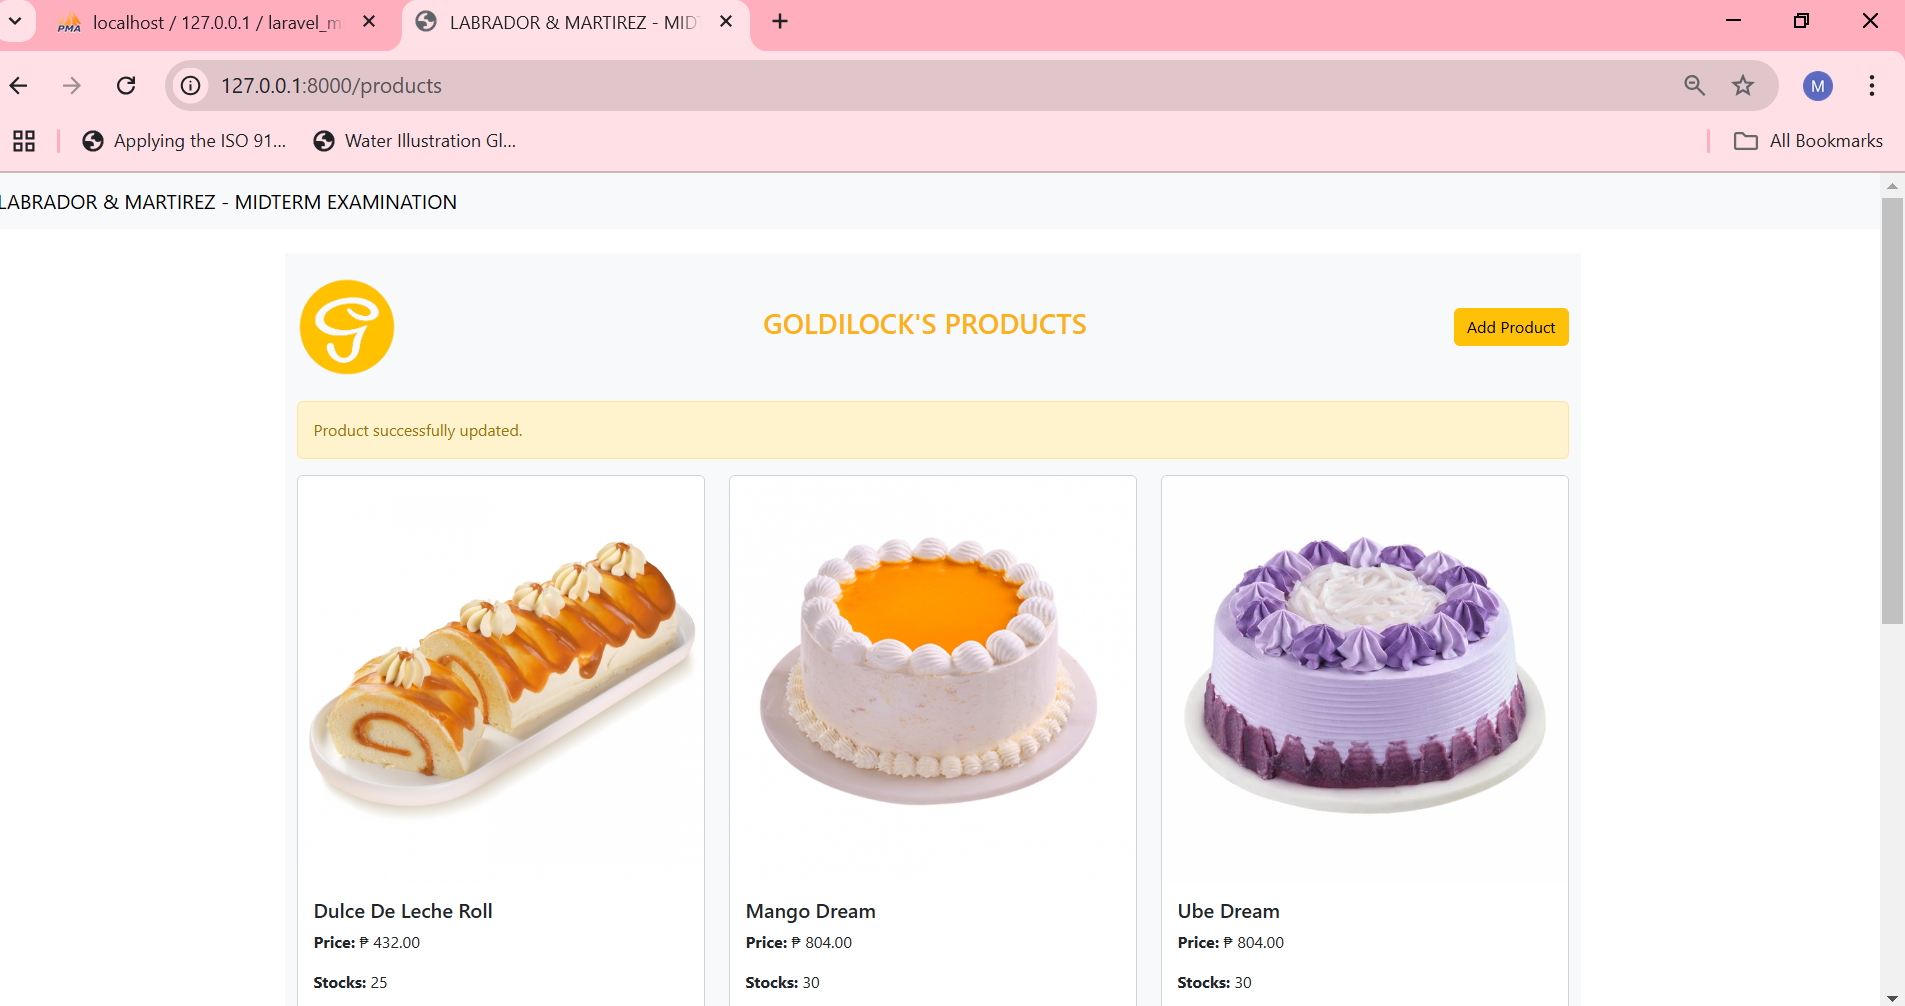 PMA localhost / 127.0.0.1 / laravel_m
LABRADOR & MARTIREZ - MID
127.0.0.1:8000/products
M
Applying the ISO 91...
Water Illustration Gl...
All Bookmarks
LABRADOR & MARTIREZ - MIDTERM EXAMINATION
G
GOLDILOCK'S PRODUCTS
Add Product
Product successfully updated.
Dulce De Leche Roll
Price: ₱ 432.00
Stocks: 25
Mango Dream
Price: ₱ 804.00
Stocks: 30
Ube Dream
Price: ₱ 804.00
Stocks: 30